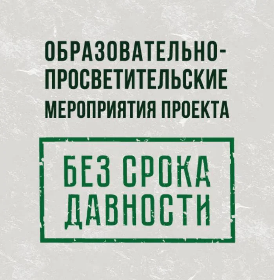 ОБРАЗОВАТЕЛЬНО-
ПРОСВЕТИТЕЛЬСКИЕ
МЕРОПРИЯТИЯ ПРОЕКТА
БЕЗ СРОКА
ДАВНОСТИ